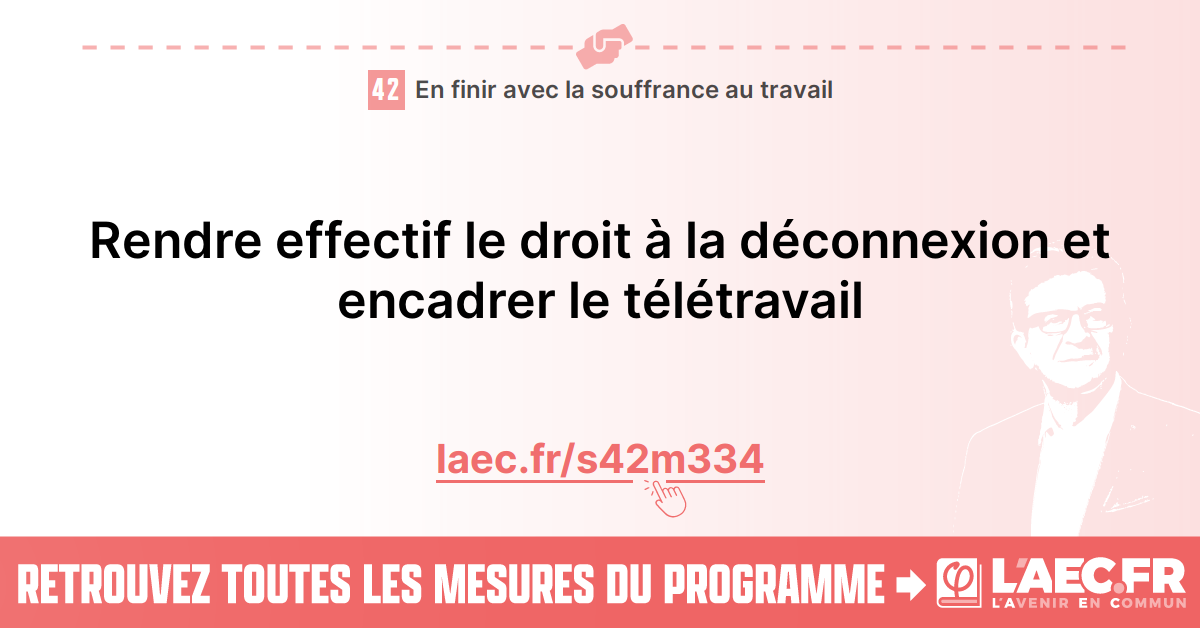 42 En finir avec la souffrance au travail
Rendre effectif le droit à la déconnexion et
encadrer le télétravail
laec.fr/s42m334
RETROUVEZ TOUTES LES MESURES DU PROGRAMME
φ L'AEC.FR
L'AVENIR EN COMMUN